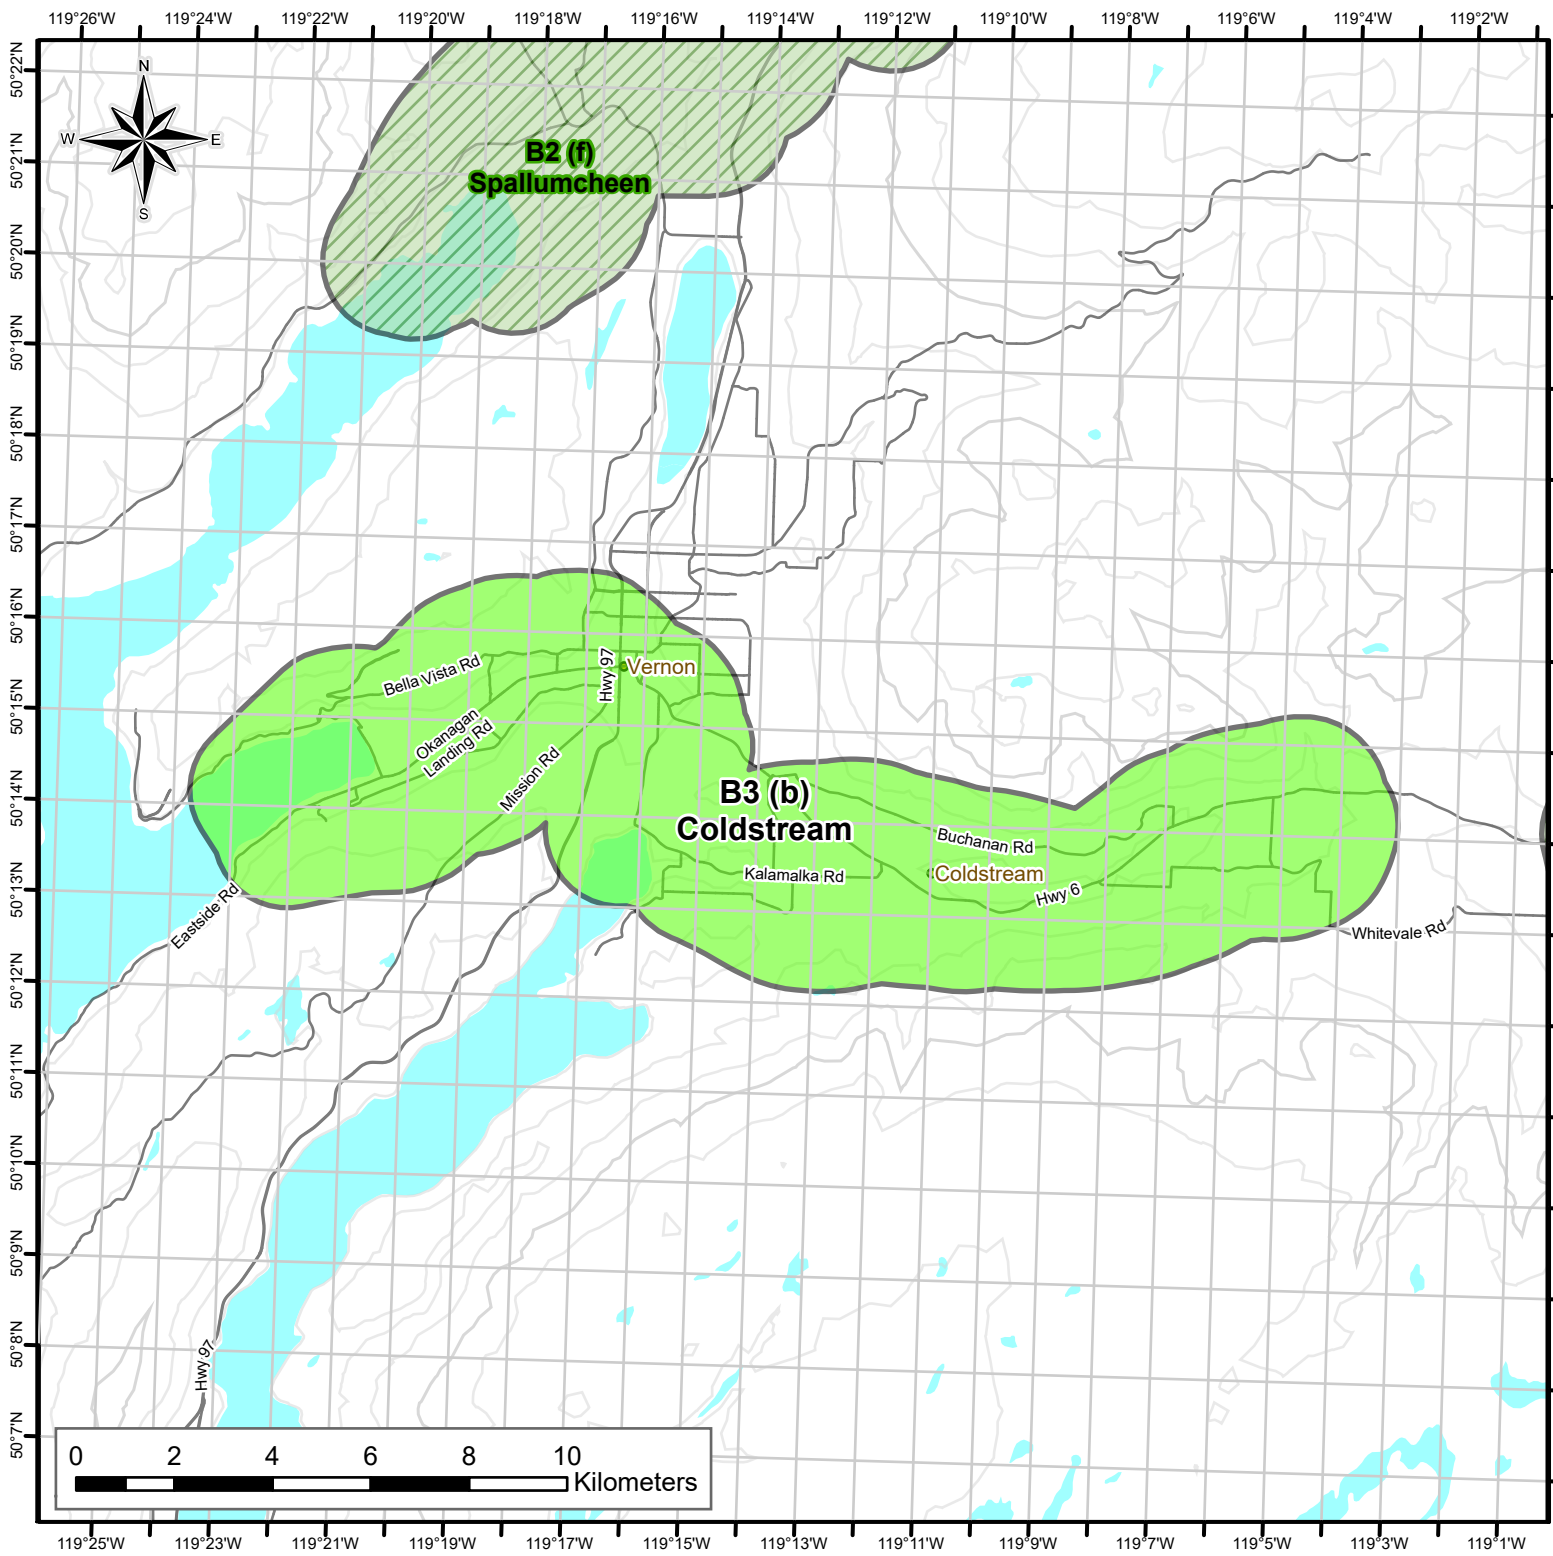 119°26'W 119°24'W 119°22'W 119°20'W 119°18'W 119°16'W 119°14'W 119°12'W 119°10'W 119°8'W 119°6'W 119°4'W 119°2'W
50°22'N
50°21'N
50°20'N
50°19'N
50°18'N
50°17'N
50°16'N
50°15'N
50°14'N
50°13'N
50°12'N
50°11'N
50°10'N
50°9'N
50°8'N
50°7'N
N
W E
S
B2 (f)
Spallumcheen
Bella Vista Rd
Hwy 97
Vernon
Okanagan
Landing Rd
Mission Rd
B3 (b)
Coldstream
Buchanan Rd
Kalamalka Rd
Coldstream
Hwy 6
Eastside Rd
Whitevale Rd
Hwy 97
0 2 4 6 8 10
Kilometers
119°25'W 119°23'W 119°21'W 119°19'W 119°17'W 119°15'W 119°13'W 119°11'W 119°9'W 119°7'W 119°5'W 119°3'W 119°1'W